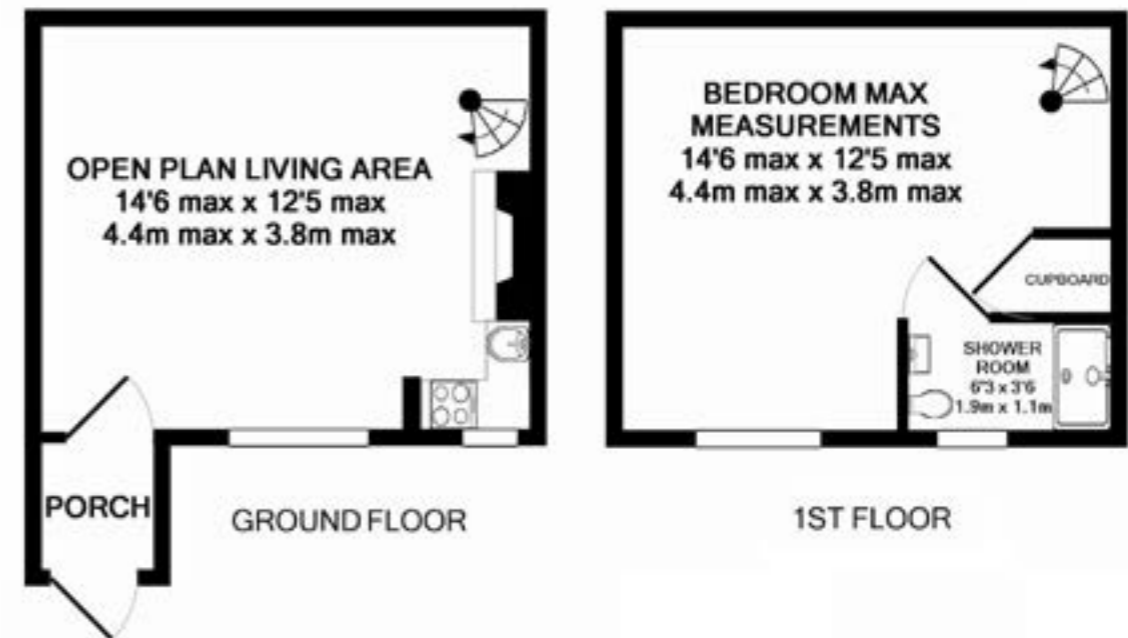 OPEN PLAN LIVING AREA
14'6 max x 12'5 max
4.4m max x 3.8m max
PORCH
GROUND FLOOR
BEDROOM MAX
MEASUREMENTS
14'6 max x 12'5 max
4.4m max x 3.8m max
CUPBOARD
SHOWER
ROOM
6'3 x 3'6
1.9m x 1.1m
1ST FLOOR